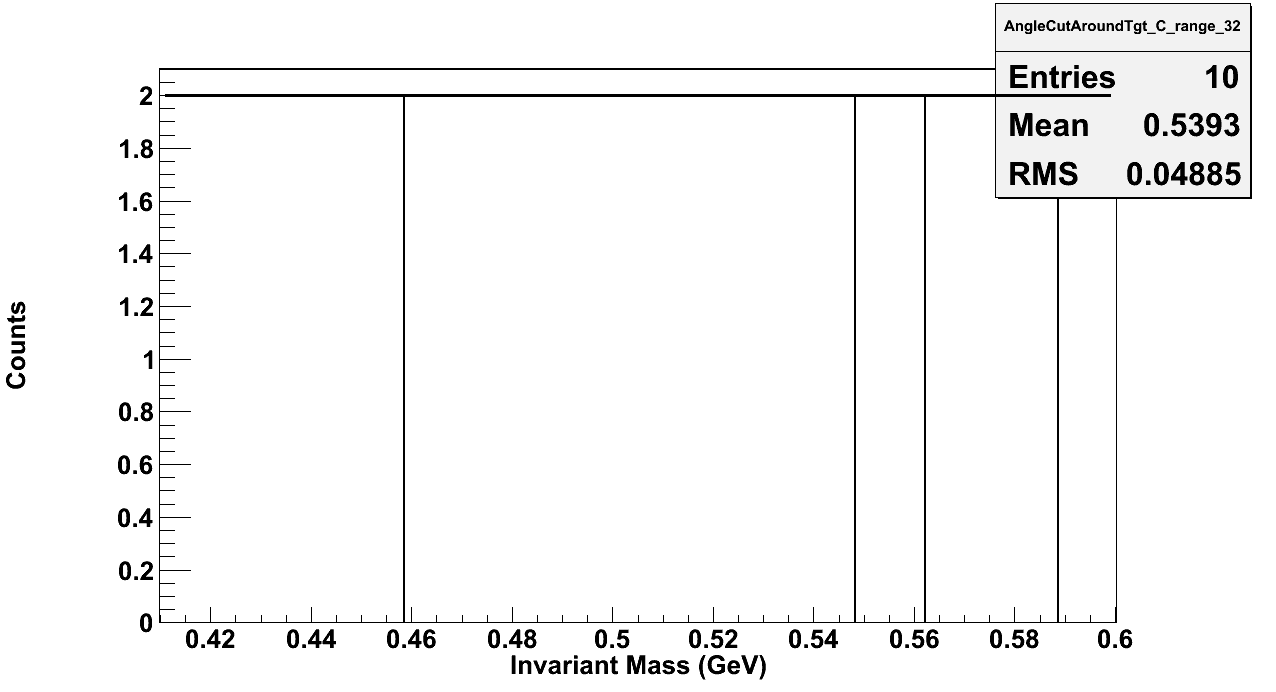 AngleCutAroundTgt_C_range_32
Entries 10
Mean 0.5393
RMS 0.04885
2
1.8
1.6
1.4
1.2
1
0.8
0.6
0.4
0.2
0
Counts
0.42 0.44 0.46 0.48 0.5 0.52 0.54 0.56 0.58 0.6
Invariant Mass (GeV)